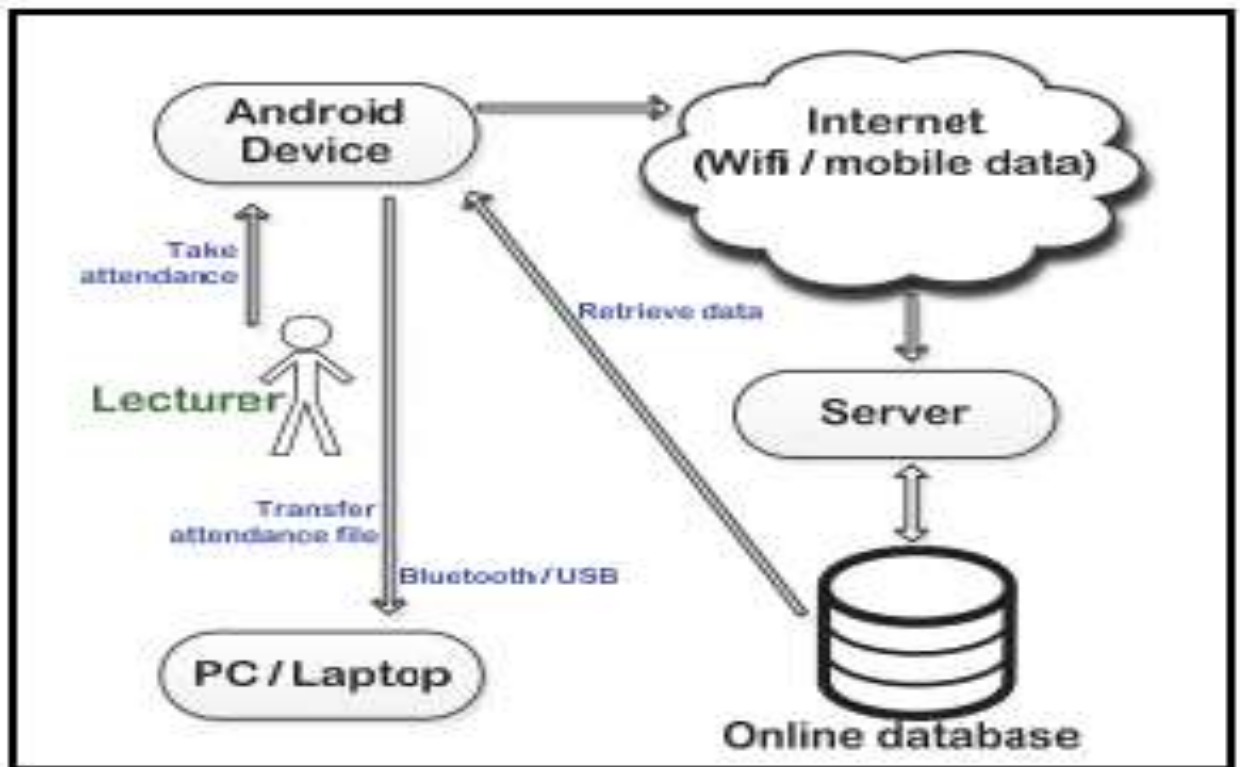 Android
Device
Internet
(Wifi / mobile data)
Take
attendance
Retrieve data
Lecturer
Server
Transfer
attendance file
Bluetooth / USB
PC / Laptop
Online database